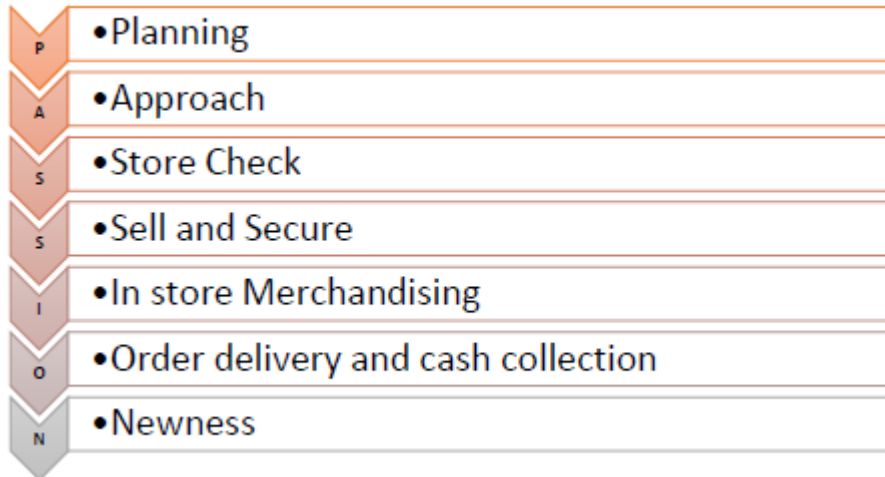 P
•Planning
A
•Approach
S
•Store Check
S
•Sell and Secure
I
•In store Merchandising
O
•Order delivery and cash collection
N
•Newness